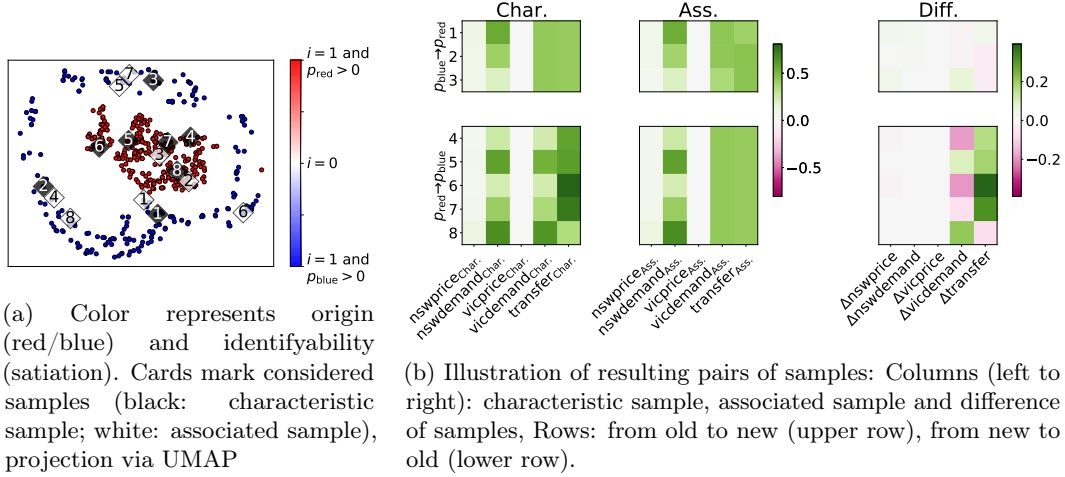 7
5
3
6
5
7
4
3
8
2
2
4
8
1
1
6
i = 1 and
p_red > 0
i = 0
i = 1 and
p_blue > 0
(a) Color represents origin
(red/blue) and identifyability
(satiation). Cards mark considered
samples (black: characteristic
sample; white: associated sample),
projection via UMAP
Char.
Ass.
Diff.
p_blue→p_red
1
2
3
p_red→p_blue
4
5
6
7
8
0.5
0.0
−0.5
0.2
0.0
−0.2
nswprice_Char.
nswdemand_Char.
vicprice_Char.
vicdemand_Char.
transfer_Char.
nswprice_Ass.
nswdemand_Ass.
vicprice_Ass.
vicdemand_Ass.
transfer_Ass.
Δnswprice
Δnswdemand
Δvicprice
Δvicdemand
Δtransfer
(b) Illustration of resulting pairs of samples: Columns (left to
right): characteristic sample, associated sample and difference
of samples, Rows: from old to new (upper row), from new to
old (lower row).